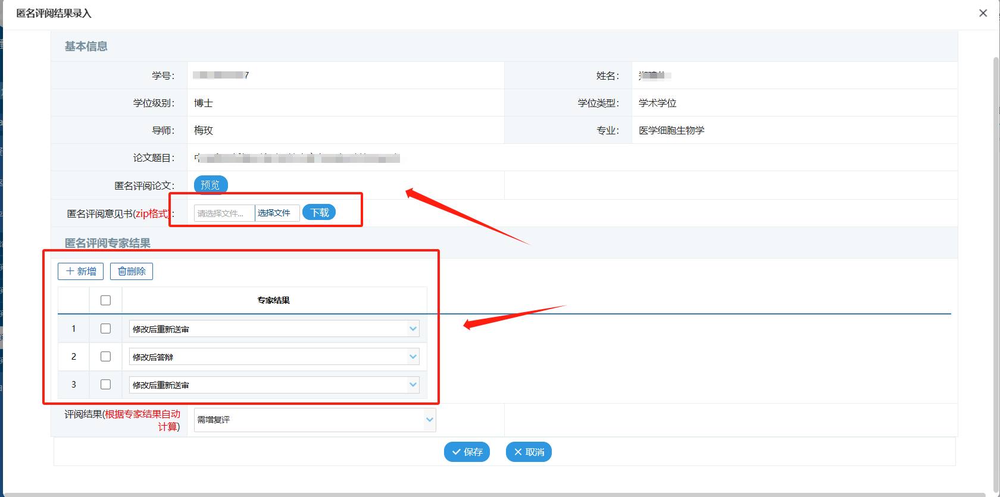 匿名评阅结果录入
基本信息
学号： 7
姓名：
学位级别： 博士
学位类型： 学术学位
导师： 梅玫
专业： 医学细胞生物学
论文题目：
匿名评阅论文： 预览
匿名评阅意见书(zip格式)： 请选择文件... 选择文件 下载
匿名评阅专家结果
新增 删除
专家结果
1 修改后重新送审
2 修改后答辩
3 修改后重新送审
评阅结果(根据专家结果自动
计算)
需增复评
保存 取消